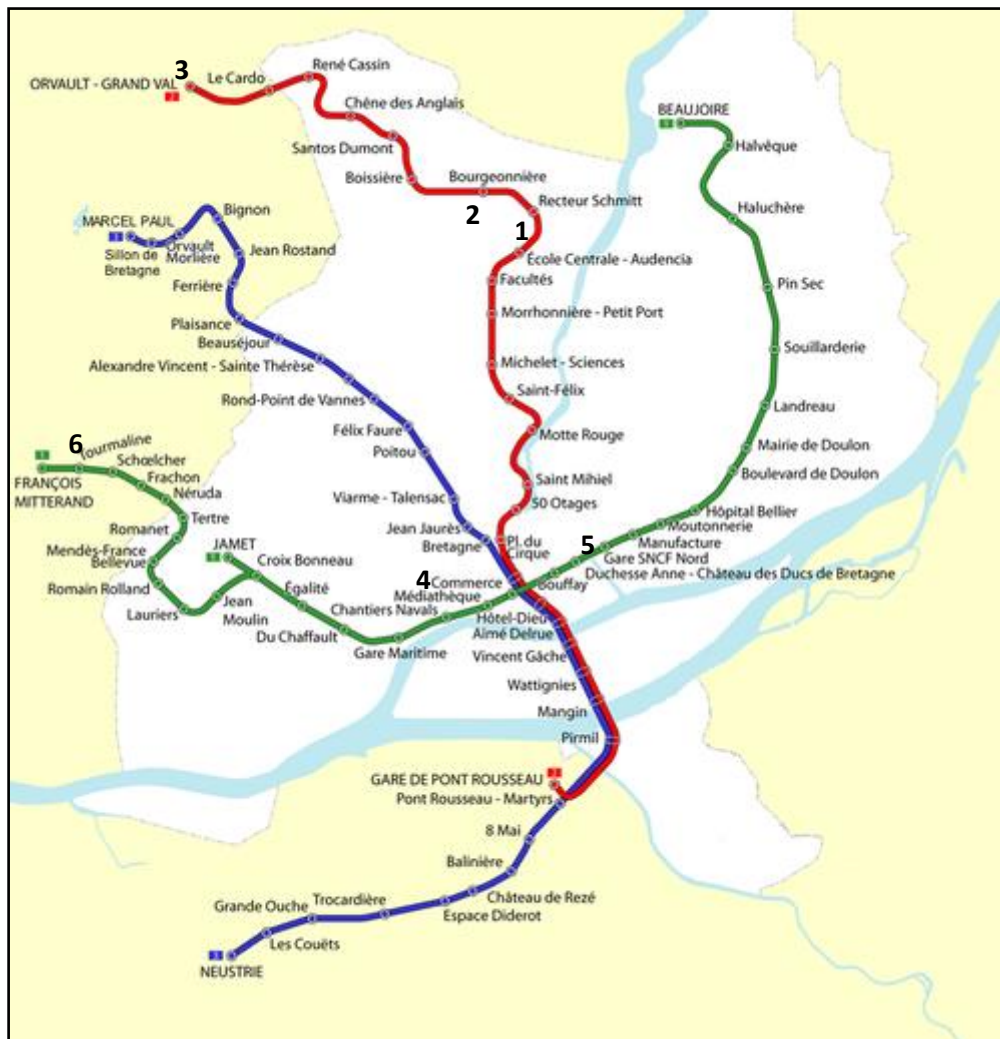 3
ORVAULT - GRAND VAL
2
Le Cardo
René Cassin
Chêne des Anglais
Santos Dumont
Boissière
Bourgeonnière
2
Recteur Schmitt
1
École Centrale - Audencia
Facultés
Morrhonnière - Petit Port
Michelet - Sciences
Saint-Félix
Motte Rouge
Saint Mihiel
50 Otages
Pl. du
Cirque
BEAUJOIRE
1
Halvêque
Haluchère
Pin Sec
Souillarderie
Landreau
Mairie de Doulon
Boulevard de Doulon
Hôpital Bellier
Moutonnerie
Manufacture
5
Gare SNCF Nord
Duchesse Anne - Château des Ducs de Bretagne
Bouffay
MARCEL PAUL
3
Sillon de
Bretagne
Orvault
Morlière
Bignon
Jean Rostand
Ferrière
Plaisance
Beauséjour
Alexandre Vincent - Sainte Thérèse
Rond-Point de Vannes
Félix Faure
Poitou
Viarme - Talensac
Jean Jaurès
Bretagne
4
Commerce
Médiathèque
Chantiers Navals
Gare Maritime
Du Chaffault
Égalité
Croix Bonneau
JAMET
1
6
1
FRANÇOIS
MITTERAND
Tourmaline
Schœlcher
Frachon
Néruda
Tertre
Romanet
Mendès-France
Bellevue
Romain Rolland
Lauriers
Jean
Moulin
Hôtel-Dieu
Aimé Delrue
Vincent Gâche
Wattignies
Mangin
Pirmil
2
GARE DE PONT ROUSSEAU
Pont Rousseau - Martyrs
8 Mai
Balinière
Château de Rezé
Espace Diderot
Trocardière
Grande Ouche
Les Couëts
3
NEUSTRIE